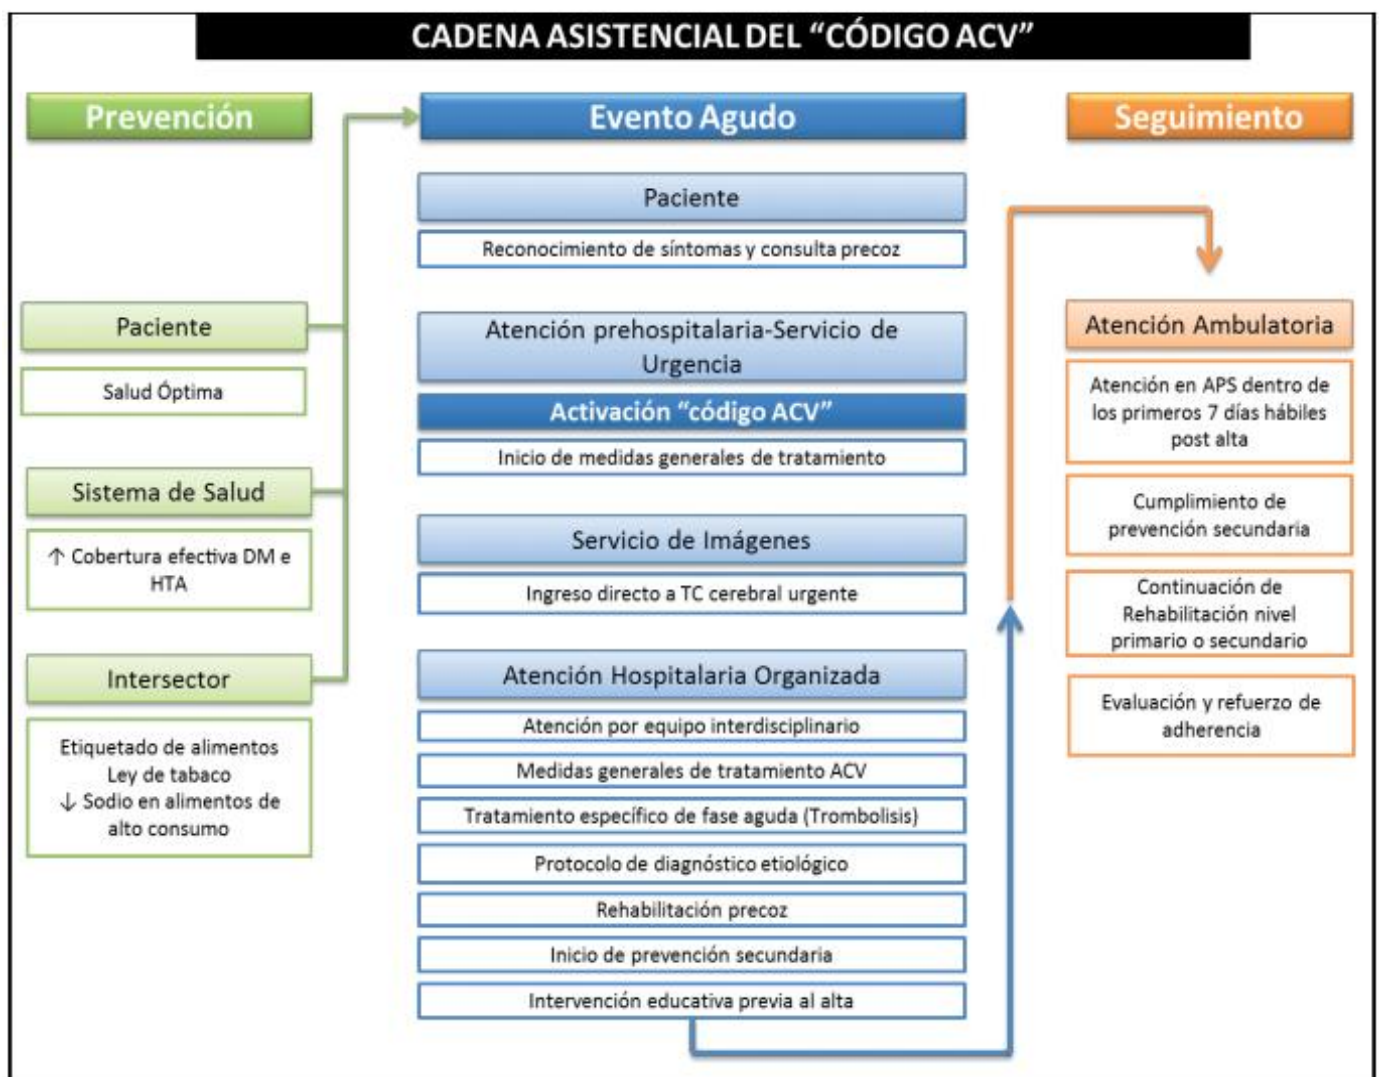 CADENA ASISTENCIAL DEL “CÓDIGO ACV”
Prevención
Paciente
Salud Óptima
Sistema de Salud
↑ Cobertura efectiva DM e
HTA
Intersector
Etiquetado de alimentos
Ley de tabaco
↓ Sodio en alimentos de
alto consumo
Evento Agudo
Paciente
Reconocimiento de síntomas y consulta precoz
Atención prehospitalaria-Servicio de
Urgencia
Activación “código ACV”
Inicio de medidas generales de tratamiento
Servicio de Imágenes
Ingreso directo a TC cerebral urgente
Atención Hospitalaria Organizada
Atención por equipo interdisciplinario
Medidas generales de tratamiento ACV
Tratamiento específico de fase aguda (Trombolisis)
Protocolo de diagnóstico etiológico
Rehabilitación precoz
Inicio de prevención secundaria
Intervención educativa previa al alta
Seguimiento
Atención Ambulatoria
Atención en APS dentro de
los primeros 7 días hábiles
post alta
Cumplimiento de
prevención secundaria
Continuación de
Rehabilitación nivel
primario o secundario
Evaluación y refuerzo de
adherencia